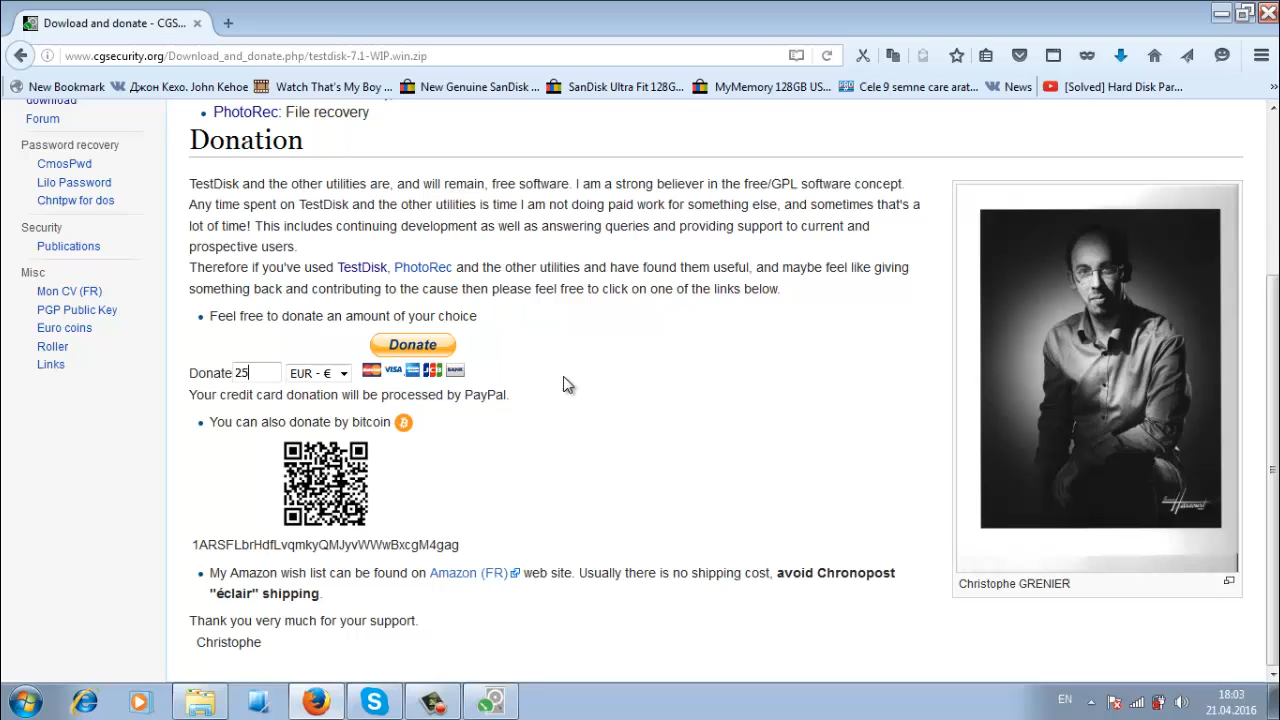 Dowload and donate - CGS...
www.cgsecurity.org/Download_and_donate.php/testdisk-7.1-WIP.win.zip
New Bookmark
Джон Кехо. John Kehoe
Watch That's My Boy ...
New Genuine SanDisk ...
SanDisk Ultra Fit 128G...
MyMemory 128GB US...
Cele 9 semne care arat...
News
[Solved] Hard Disk Par...
download
Forum
Password recovery
CmosPwd
Lilo Password
Chntpw for dos
Security
Publications
Misc
Mon CV (FR)
PGP Public Key
Euro coins
Roller
Links
PhotoRec: File recovery
Donation
TestDisk and the other utilities are, and will remain, free software. I am a strong believer in the free/GPL software concept.
Any time spent on TestDisk and the other utilities is time I am not doing paid work for something else, and sometimes that's a
lot of time! This includes continuing development as well as answering queries and providing support to current and
prospective users.
Therefore if you've used TestDisk, PhotoRec and the other utilities and have found them useful, and maybe feel like giving
something back and contributing to the cause then please feel free to click on one of the links below.
Feel free to donate an amount of your choice
Donate
Donate 25 EUR - € VISA JCB BANK
Your credit card donation will be processed by PayPal.
You can also donate by bitcoin
1ARSFLbrHdfLvqmkyQMJyvWWwBxcgM4gag
My Amazon wish list can be found on Amazon (FR) web site. Usually there is no shipping cost, avoid Chronopost
"éclair" shipping.
Thank you very much for your support.
Christophe
Christophe GRENIER
EN
18:03
21.04.2016